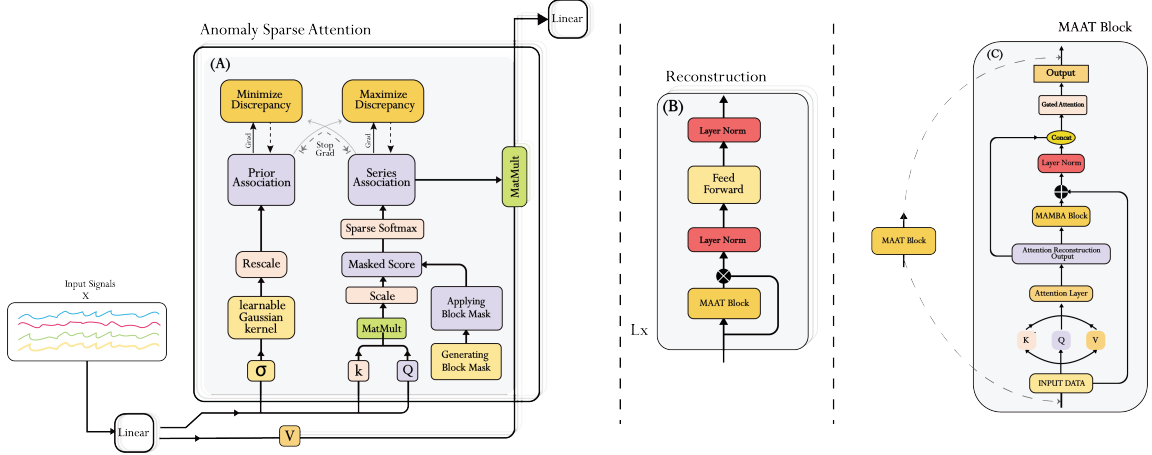 Anomaly Sparse Attention
(A)
Minimize
Discrepancy
Maximize
Discrepancy
Grad
Grad
Stop
Grad
Prior
Association
Series
Association
MatMult
Linear
Sparse Softmax
Rescale
Masked Score
Scale
learnable
Gaussian
kernel
MatMult
Applying
Block Mask
Generating
Block Mask
σ
k
Q
Input Signals
X
Linear
V
Reconstruction
(B)
Layer Norm
Feed
Forward
Layer Norm
MAAT Block
Lx
MAAT Block
MAAT Block
(C)
Output
Gated Attention
Concat
Layer Norm
MAMBA Block
Attention Reconstruction
Output
Attention Layer
K
Q
V
INPUT DATA